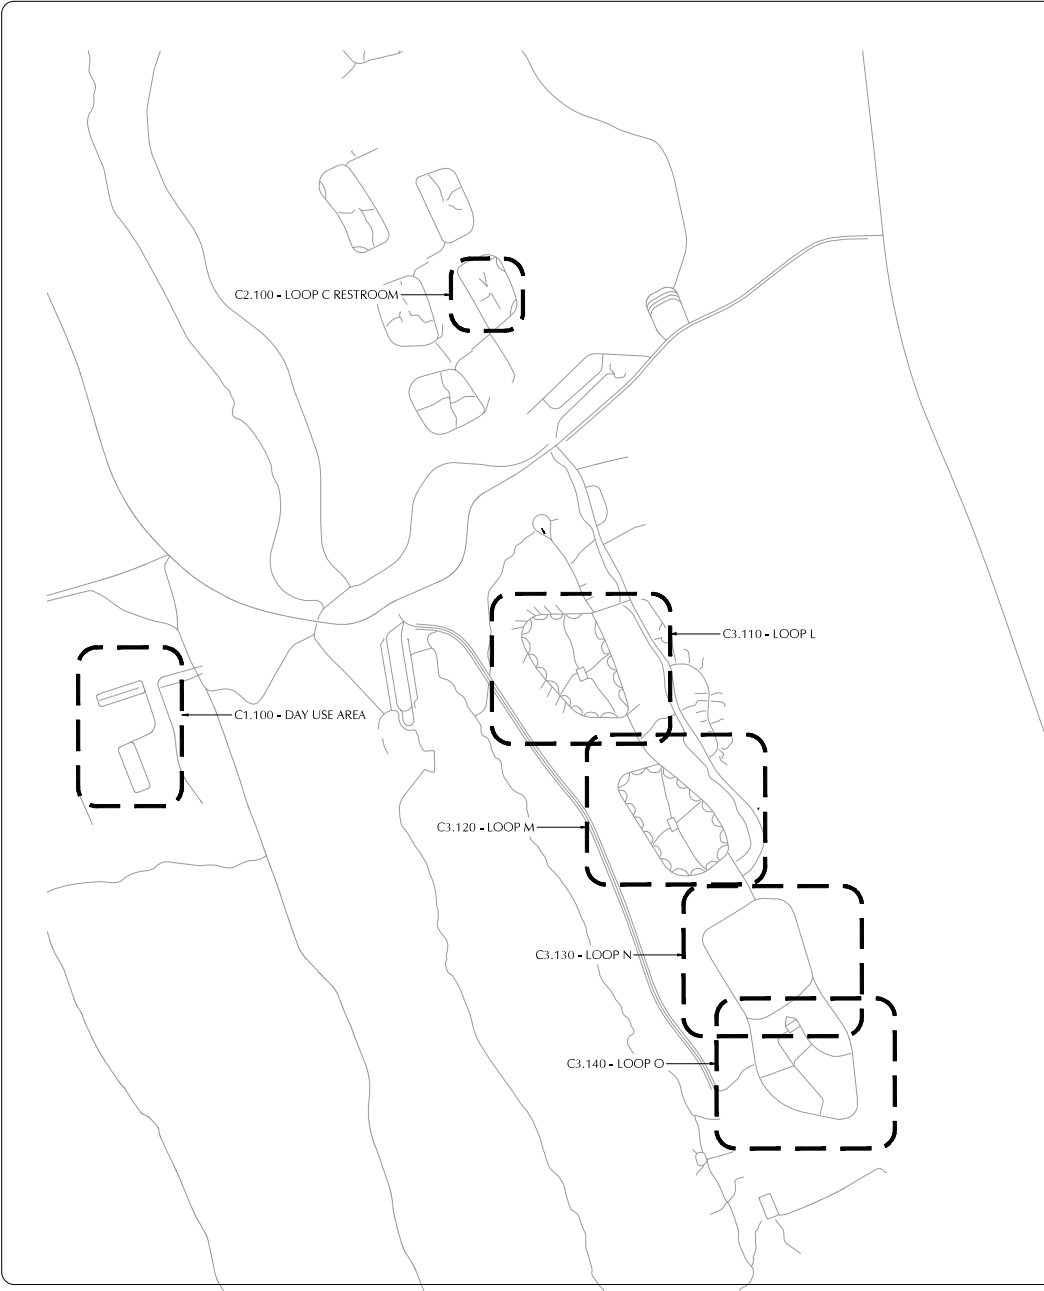 C2.100 - LOOP C RESTROOM
C3.110 - LOOP L
C1.100 - DAY USE AREA
C3.120 - LOOP M
C3.130 - LOOP N
C3.140 - LOOP O